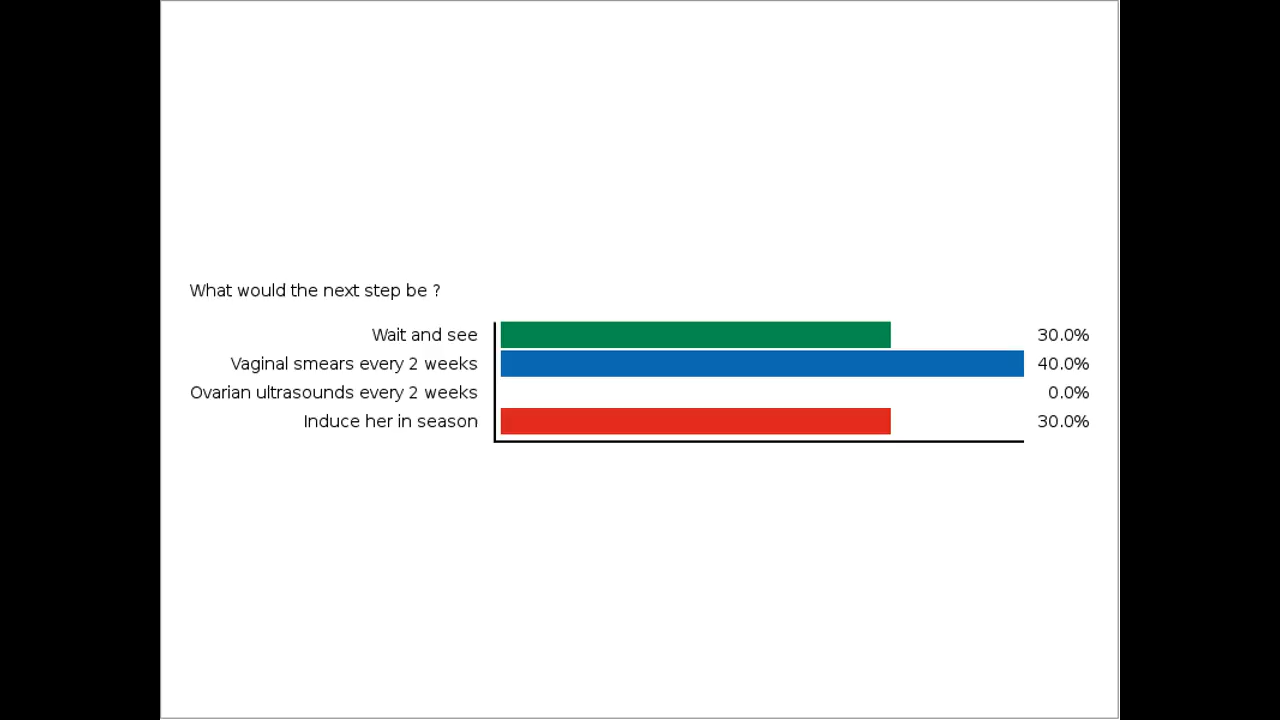 What would the next step be ?
Wait and see 30.0%
Vaginal smears every 2 weeks 40.0%
Ovarian ultrasounds every 2 weeks 0.0%
Induce her in season 30.0%